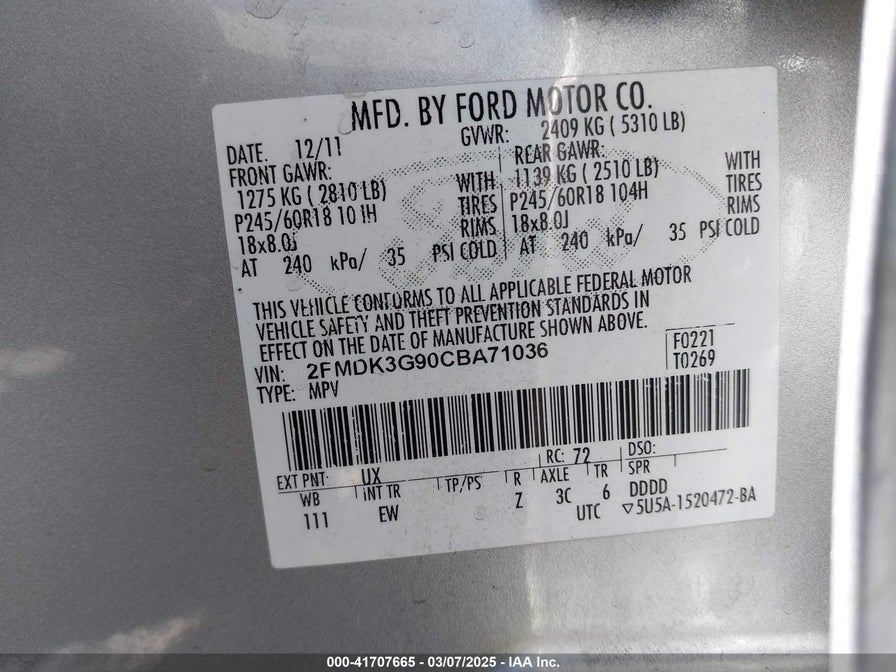 MFD. BY FORD MOTOR CO.
DATE: 12/11
GVWR: 2409 KG ( 5310 LB)
FRONT GAWR:
1275 KG ( 2810 LB) WITH
P245/60R18 101H TIRES
18x8.0J RIMS
AT 240 kPa/ 35 PSI COLD
REAR GAWR:
1139 KG ( 2510 LB) WITH
P245/60R18 104H TIRES
18x8.0J RIMS
AT 240 kPa/ 35 PSI COLD
THIS VEHICLE CONFORMS TO ALL APPLICABLE FEDERAL MOTOR
VEHICLE SAFETY AND THEFT PREVENTION STANDARDS IN
EFFECT ON THE DATE OF MANUFACTURE SHOWN ABOVE.
VIN: 2FMDK3G90CBA71036
TYPE: MPV
F0221
T0269
EXT PNT: UX RC: 72 DSO:
WB INT TR TP/PS R AXLE TR SPR
111 EW Z 3C 6 DDDD
UTC ▽5U5A-1520472-BA
000-41707665 - 03/07/2025 - IAA Inc.